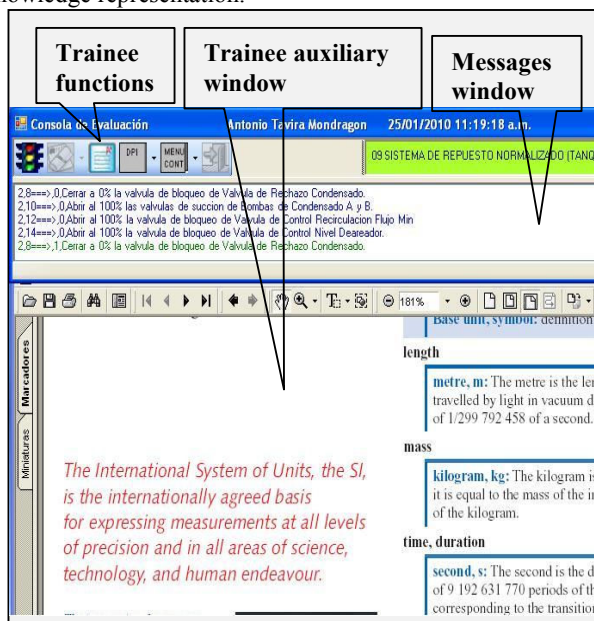 nowledge representation.
Trainee functions
Trainee auxiliary window
Messages window
Consola de Evaluación Antonio Tavira Mondragon 25/01/2010 11:19:18 a.m.
DPI MENU CONT 09 SISTEMA DE REPUESTO NORMALIZADO (TANQ
2,8===>,0,Cerrar a 0% la valvula de bloqueo de Valvula de Rechazo Condensado.
2,10===>,0,Abrir al 100% las valvulas de succion de Bombas de Condensado A y B.
2,12===>,0,Abrir al 100% la valvula de bloqueo de Valvula de Control Recirculacion Flujo Min
2,14===>,0,Abrir al 100% la valvula de bloqueo de Valvula de Control Nivel Deareador.
2,8===>,1,Cerrar a 0% la valvula de bloqueo de Valvula de Rechazo Condensado.
181%
Marcadores
Miniaturas
Base unit, symbol: definition
length
metre, m: The metre is the len
travelled by light in vacuum d
of 1/299 792 458 of a second.
mass
kilogram, kg: The kilogram is
it is equal to the mass of the in
of the kilogram.
time, duration
second, s: The second is the d
of 9 192 631 770 periods of th
corresponding to the transition
The International System of Units, the SI,
is the internationally agreed basis
for expressing measurements at all levels
of precision and in all areas of science,
technology, and human endeavour.